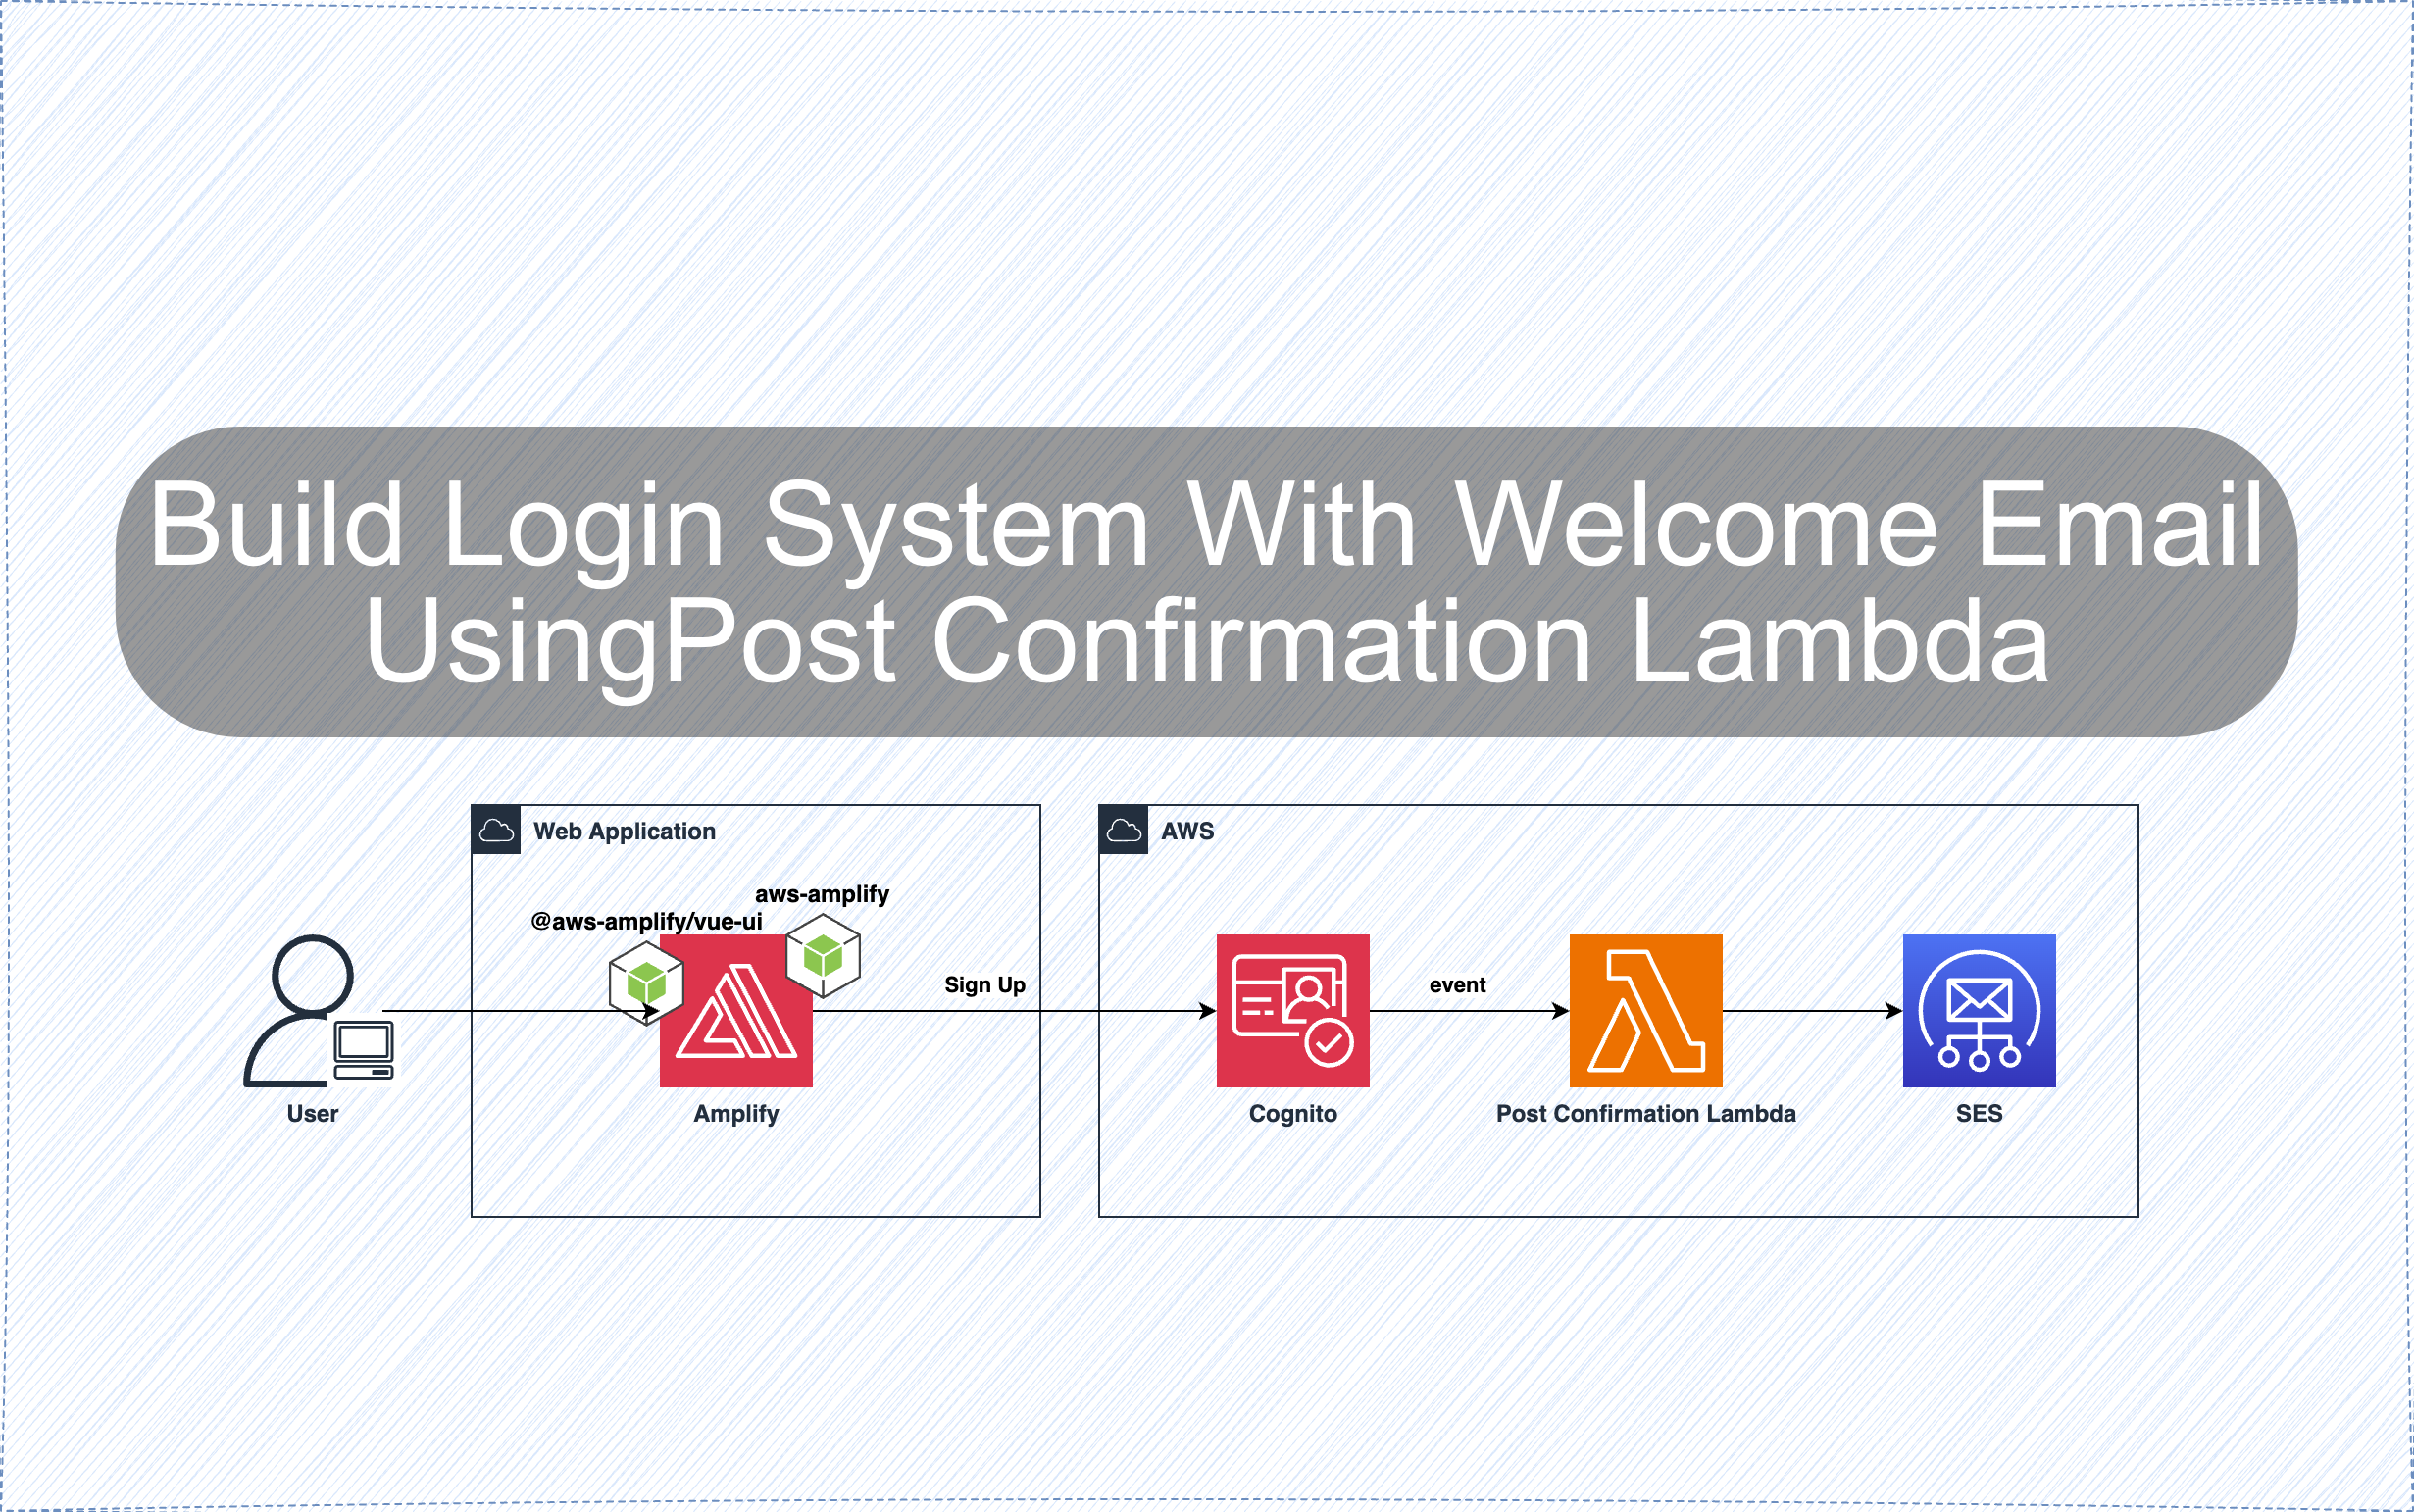 Build Login System With Welcome Email
UsingPost Confirmation Lambda
Web Application
AWS
aws-amplify
@aws-amplify/vue-ui
Sign Up
event
User
Amplify
Cognito
Post Confirmation Lambda
SES